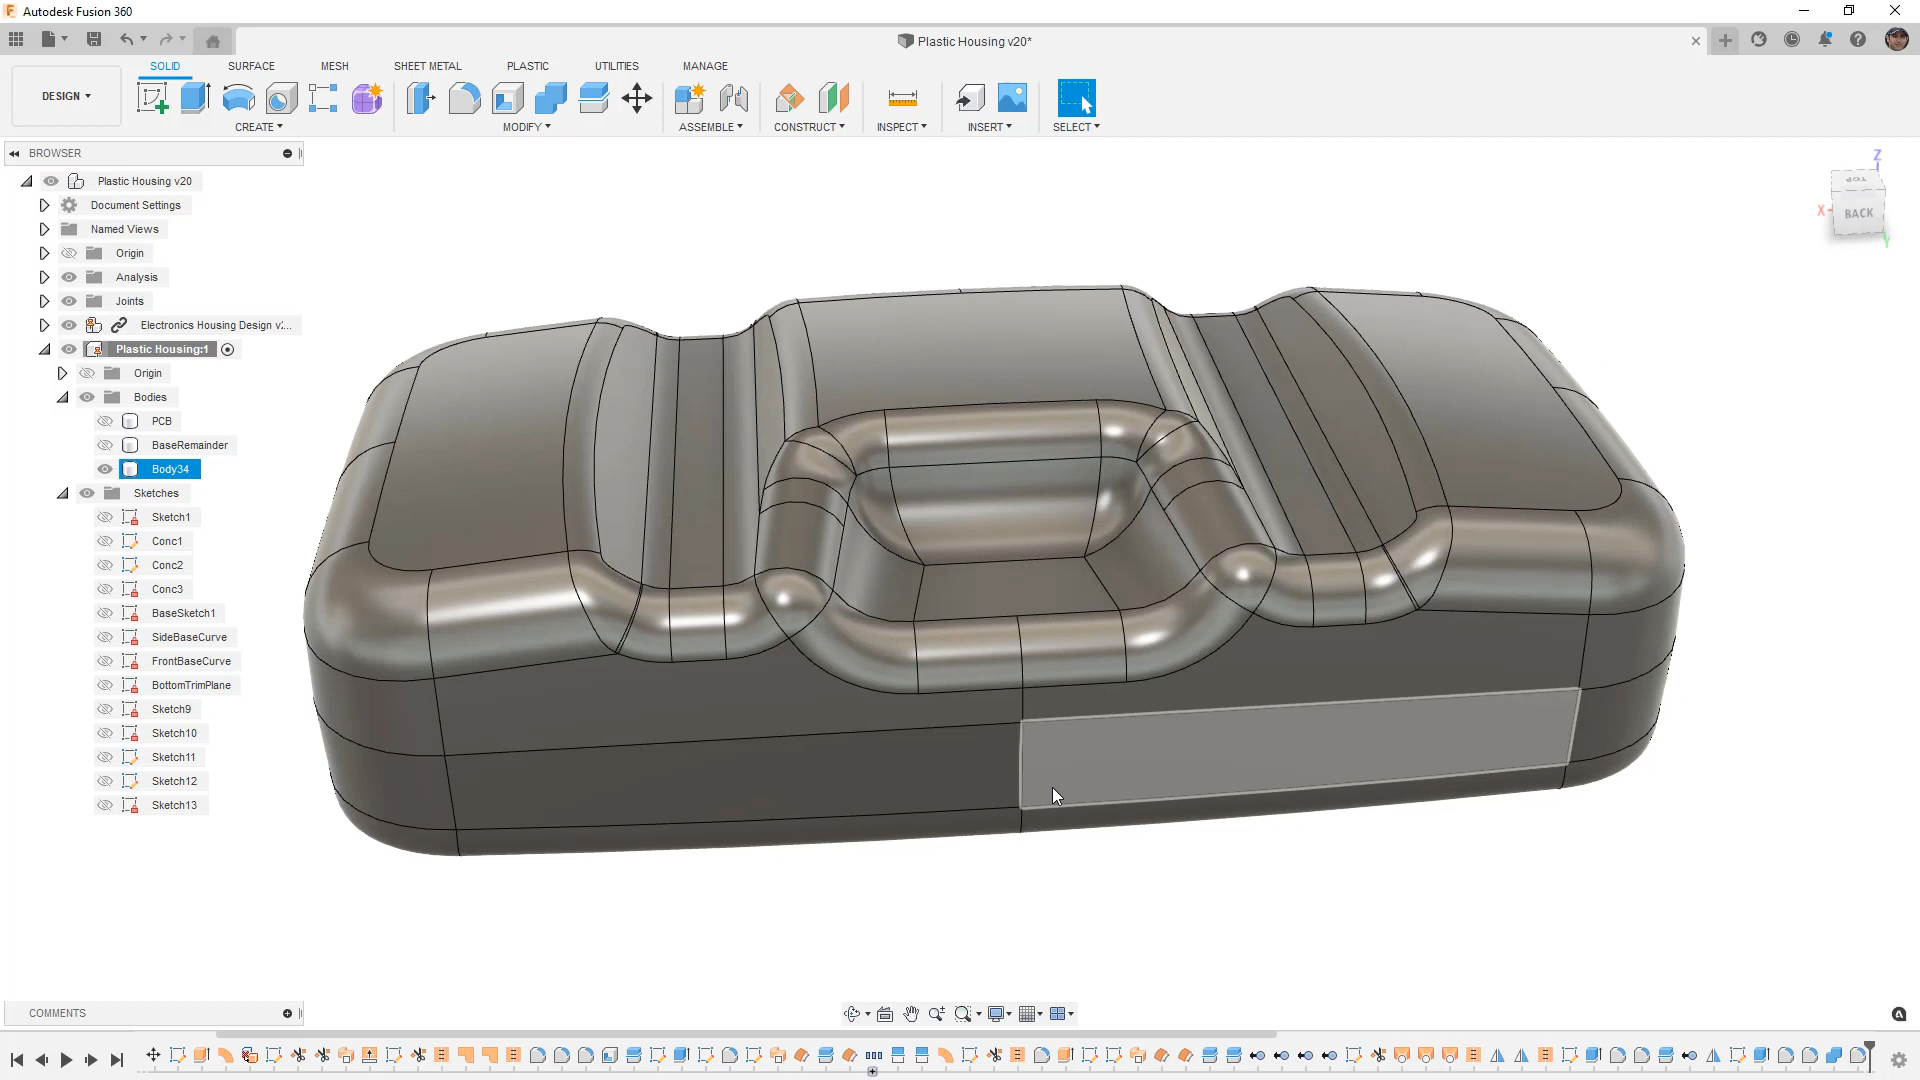 Autodesk Fusion 360
Plastic Housing v20*
DESIGN
SOLID SURFACE MESH SHEET METAL PLASTIC UTILITIES MANAGE
CREATE MODIFY ASSEMBLE CONSTRUCT INSPECT INSERT SELECT
BROWSER
Plastic Housing v20
Document Settings
Named Views
Origin
Analysis
Joints
Electronics Housing Design v...
Plastic Housing:1
Origin
Bodies
PCB
BaseRemainder
Body34
Sketches
Sketch1
Conc1
Conc2
Conc3
BaseSketch1
SideBaseCurve
FrontBaseCurve
BottomTrimPlane
Sketch9
Sketch10
Sketch11
Sketch12
Sketch13
Z
TOP
X
BACK
Y
COMMENTS